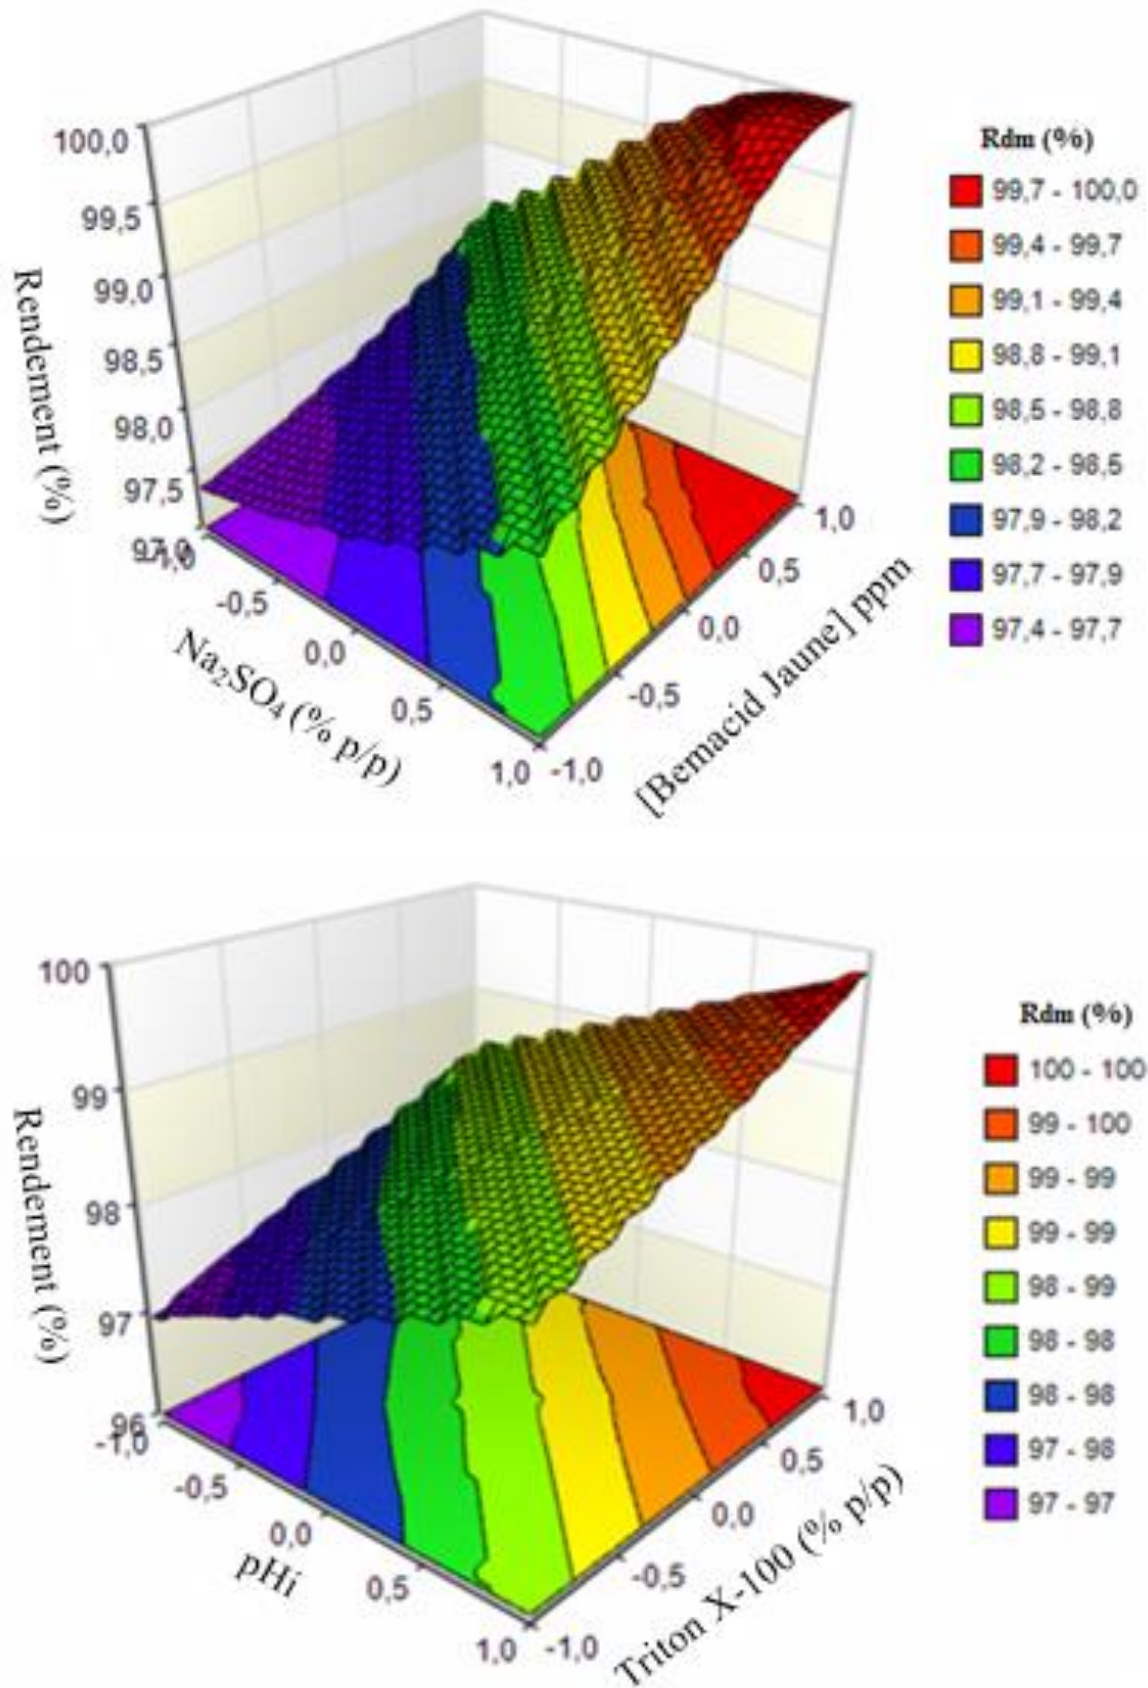 Rendement (%)
100,0
99,5
99,0
98,5
98,0
97,5
97,0
-1,0
-0,5
0,0
0,5
1,0
Na₂SO₄ (% p/p)
-1,0
-0,5
0,0
0,5
1,0
[Bemacid Jaune] ppm
Rdm (%)
99,7 - 100,0
99,4 - 99,7
99,1 - 99,4
98,8 - 99,1
98,5 - 98,8
98,2 - 98,5
97,9 - 98,2
97,7 - 97,9
97,4 - 97,7
Rendement (%)
100
99
98
97
96
-1,0
-0,5
0,0
0,5
1,0
pHi
-1,0
-0,5
0,0
0,5
1,0
Triton X-100 (% p/p)
Rdm (%)
100 - 100
99 - 100
99 - 99
99 - 99
98 - 99
98 - 98
98 - 98
97 - 98
97 - 97